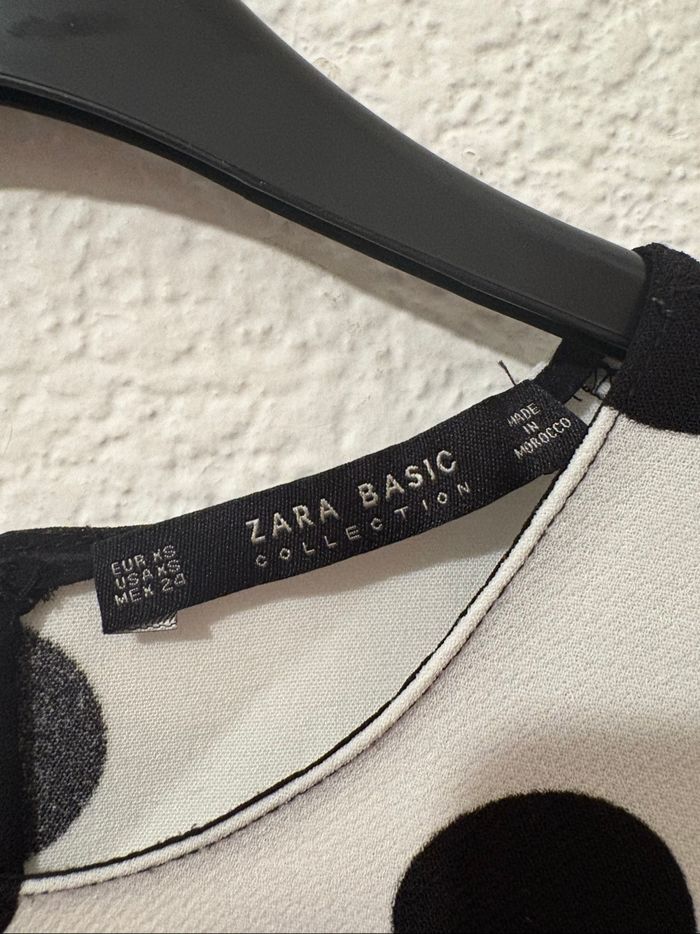 EUR XS
USA XS
MEX 24
ZARA BASIC
COLLECTION
MADE
IN
MOROCCO